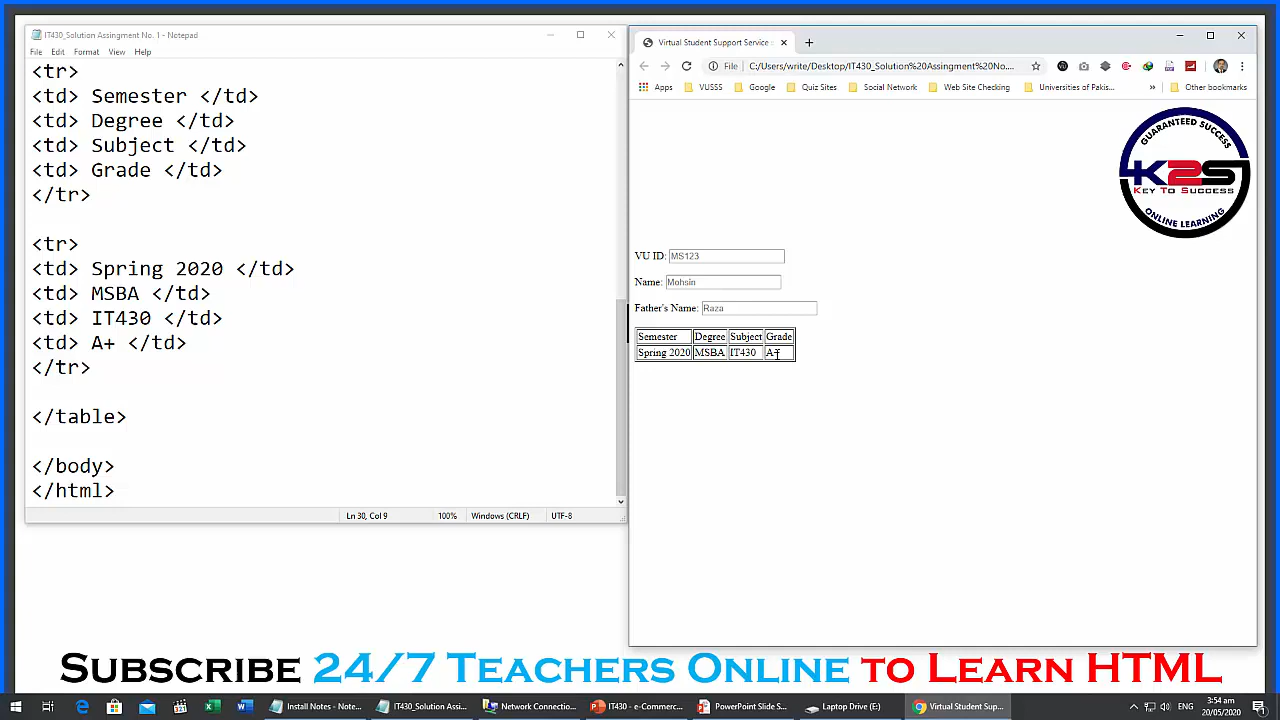 IT430_Solution Assingment No. 1 - Notepad
File Edit Format View Help
<tr>
<td> Semester </td>
<td> Degree </td>
<td> Subject </td>
<td> Grade </td>
</tr>
<tr>
<td> Spring 2020 </td>
<td> MSBA </td>
<td> IT430 </td>
<td> A+ </td>
</tr>
</table>
</body>
</html>
Ln 30, Col 9 100% Windows (CRLF) UTF-8
Virtual Student Support Service :
File C:/Users/write/Desktop/IT430_Solution%20Assingment%20No....
Apps VUSSS Google Quiz Sites Social Network Web Site Checking Universities of Pakis... » Other bookmarks
GUARANTEED SUCCESS
K2S
KEY TO SUCCESS
ONLINE LEARNING
VU ID: MS123
Name: Mohsin
Father's Name: Raza
Semester Degree Subject Grade
Spring 2020 MSBA IT430 A+
SUBSCRIBE 24/7 TEACHERS ONLINE TO LEARN HTML
Install Notes - Note... IT430_Solution Assi... Network Connectio... IT430 - e-Commerc... PowerPoint Slide... Laptop Drive (E:) Virtual Student Sup... ENG 3:54 am
20/05/2020